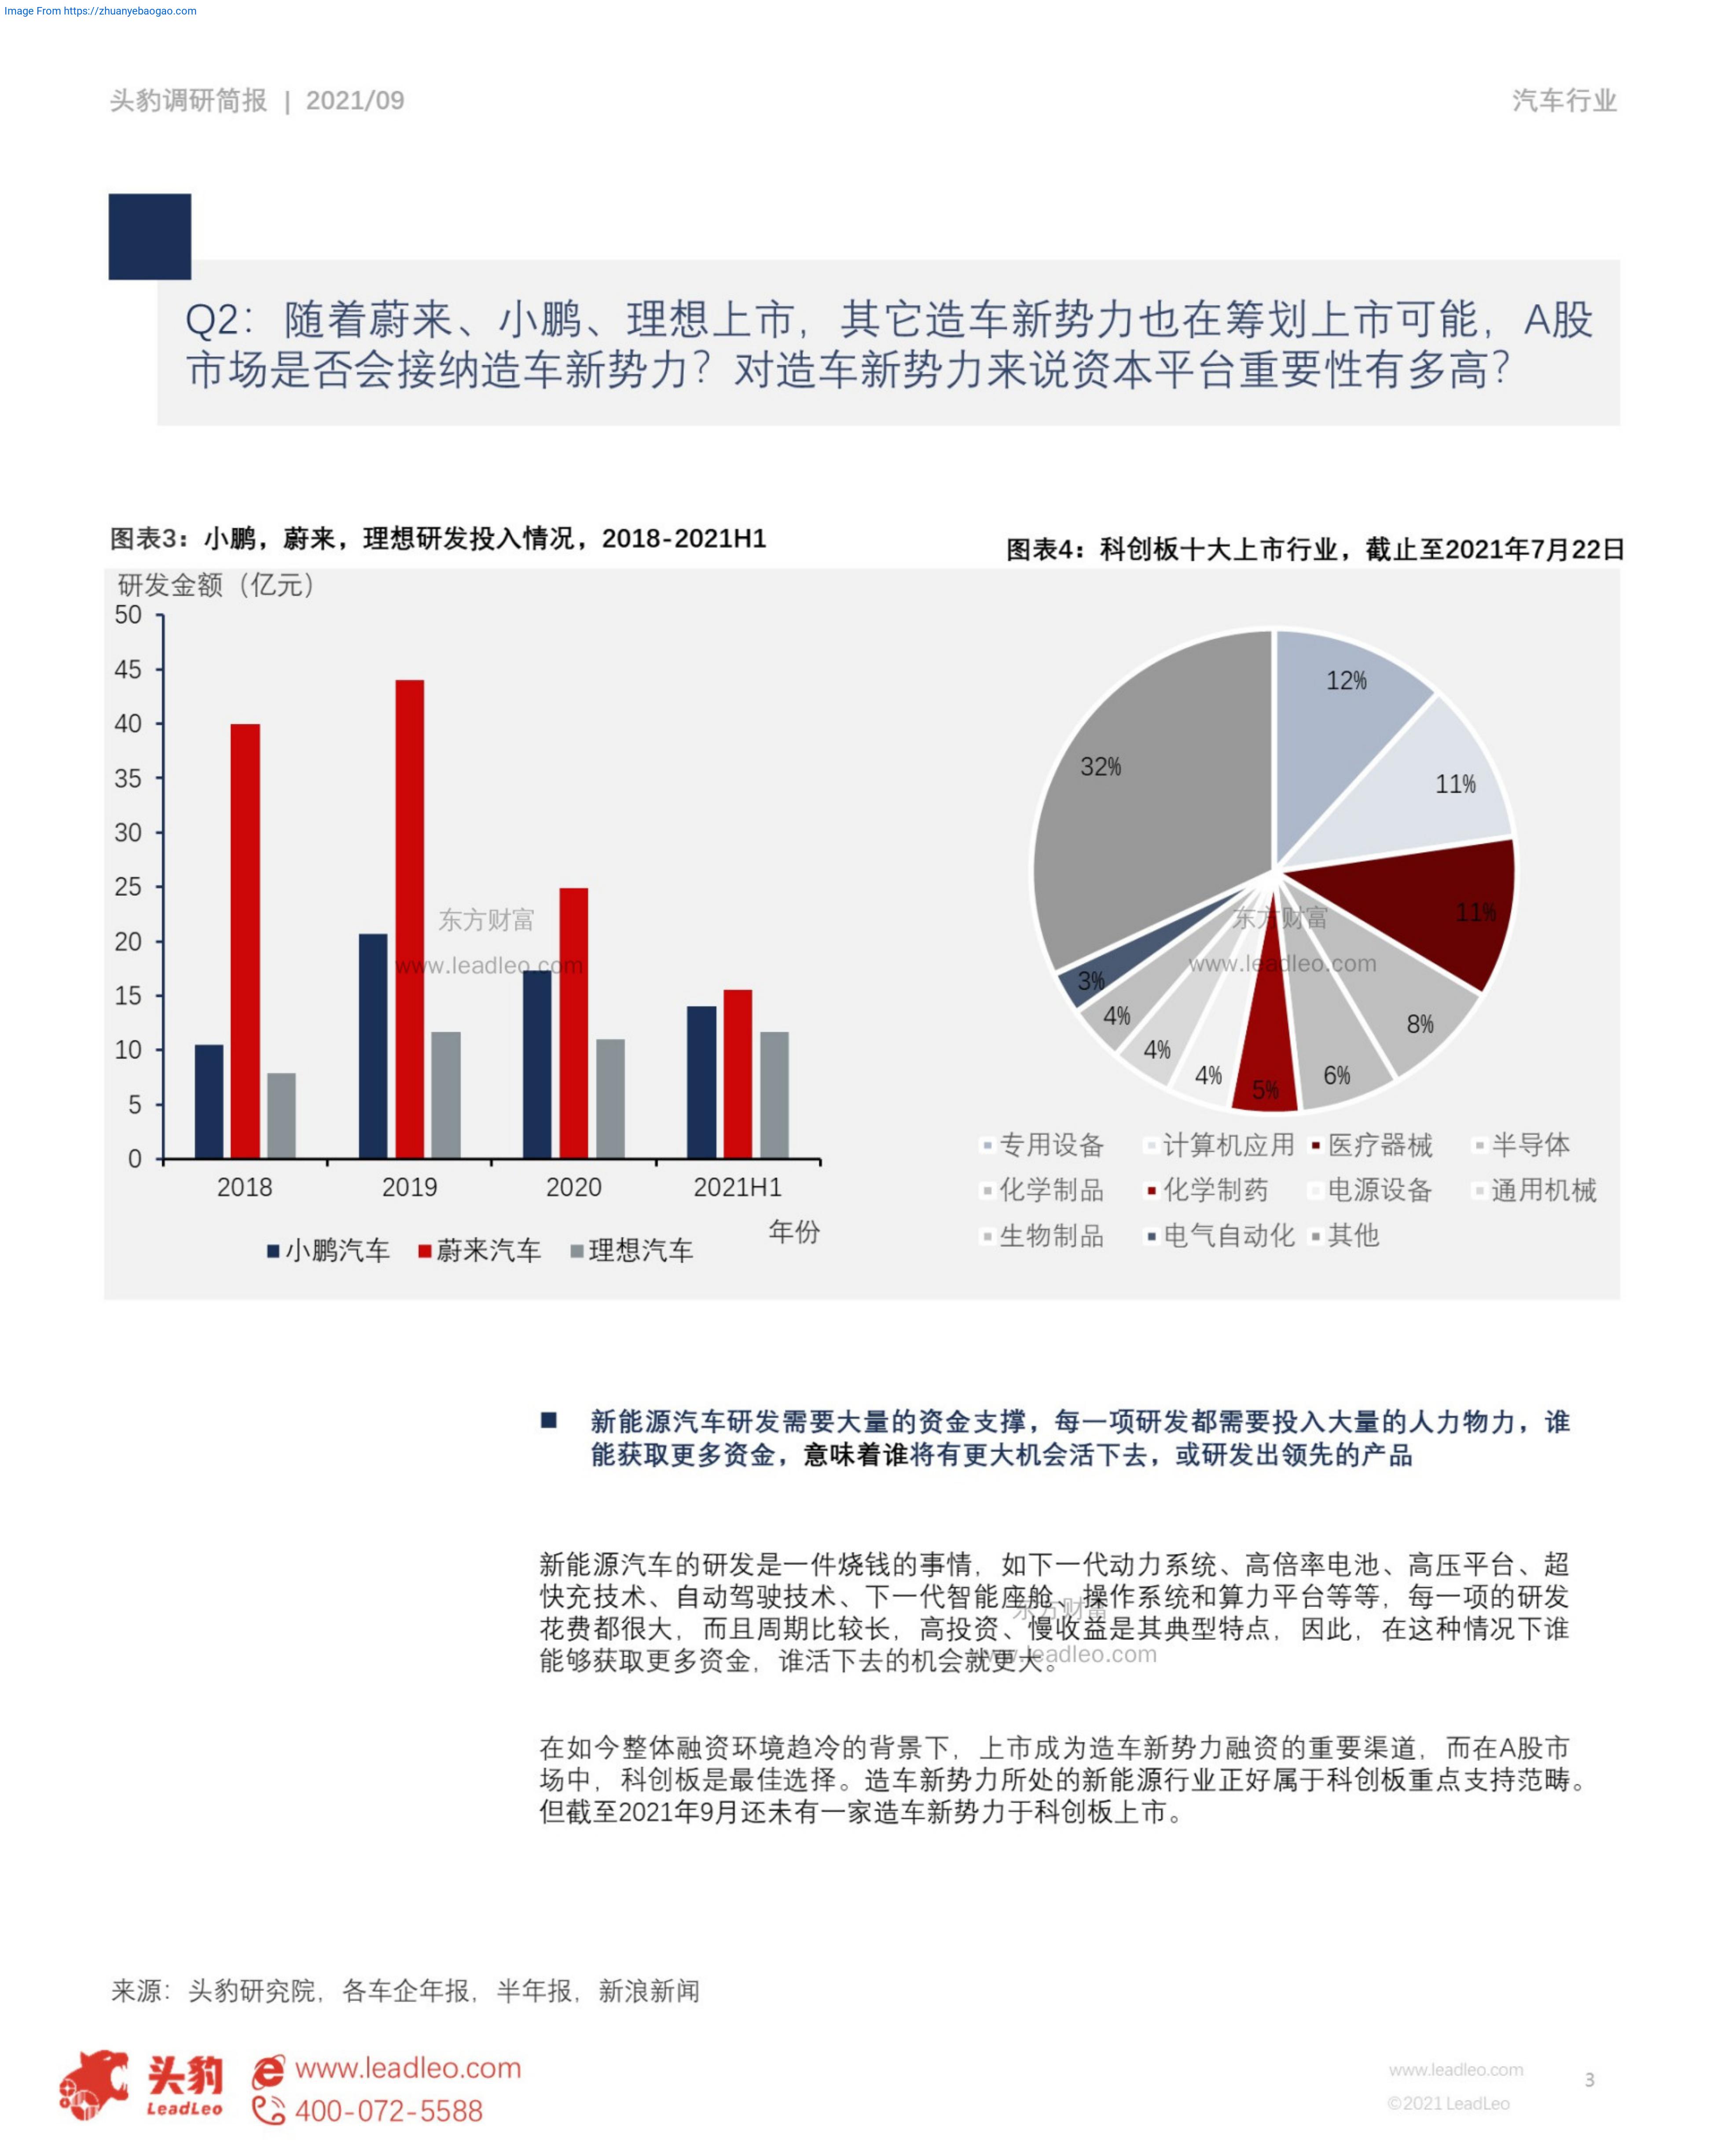 Image From https://zhuanyebaogao.com
头豹调研简报 | 2021/09
汽车行业
Q2：随着蔚来、小鹏、理想上市，其它造车新势力也在筹划上市可能，A股
市场是否会接纳造车新势力？对造车新势力来说资本平台重要性有多高？
图表3：小鹏，蔚来，理想研发投入情况，2018-2021H1
研发金额（亿元）
50
45
40
35
30
25
20
15
10
5
0
2018 2019 2020 2021H1
年份
小鹏汽车 蔚来汽车 理想汽车
东方财富
www.leadleo.com
图表4：科创板十大上市行业，截止至2021年7月22日
12%
11%
11%
8%
6%
5%
4%
4%
4%
3%
32%
东方财富
www.leadleo.com
专用设备 计算机应用 医疗器械 半导体
化学制品 化学制药 电源设备 通用机械
生物制品 电气自动化 其他
新能源汽车研发需要大量的资金支撑，每一项研发都需要投入大量的人力物力，谁
能获取更多资金，意味着谁将有更大机会活下去，或研发出领先的产品
新能源汽车的研发是一件烧钱的事情，如下一代动力系统、高倍率电池、高压平台、超
快充技术、自动驾驶技术、下一代智能座舱、操作系统和算力平台等等，每一项的研发
花费都很大，而且周期比较长，高投资、慢收益是其典型特点，因此，在这种情况下谁
能够获取更多资金，谁活下去的机会就更大。
东方财富
www.leadleo.com
在如今整体融资环境趋冷的背景下，上市成为造车新势力融资的重要渠道，而在A股市
场中，科创板是最佳选择。造车新势力所处的新能源行业正好属于科创板重点支持范畴。
但截至2021年9月还未有一家造车新势力于科创板上市。
来源：头豹研究院，各车企年报，半年报，新浪新闻
头豹
LeadLeo
www.leadleo.com
400-072-5588
www.leadleo.com
©2021 LeadLeo
3